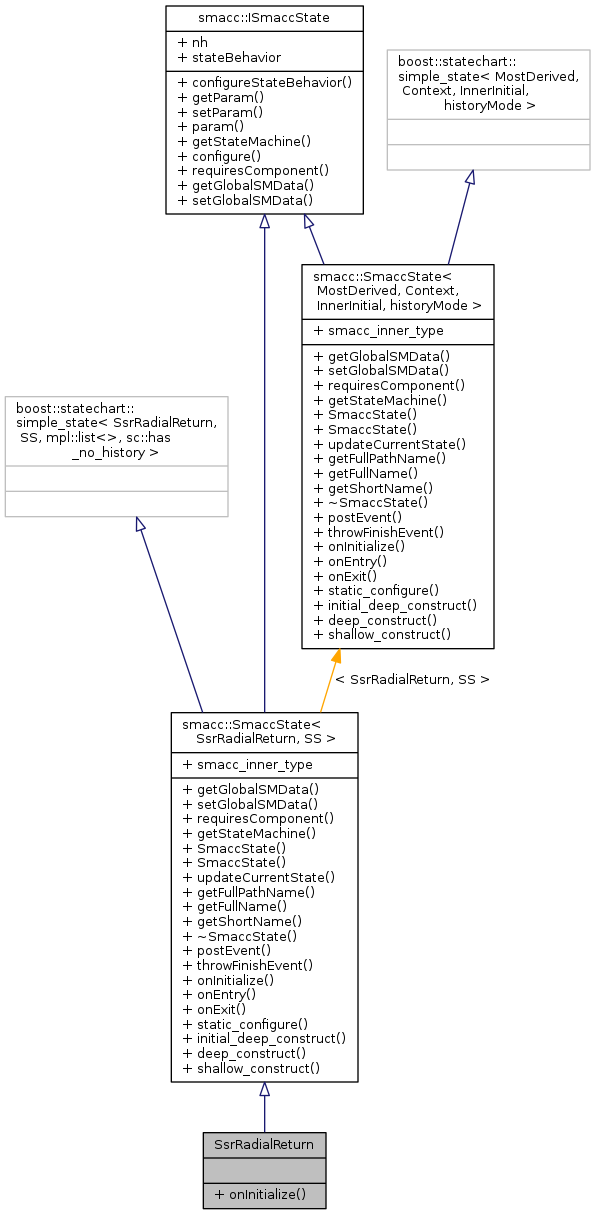 smacc::ISmaccState
+ nh
+ stateBehavior
+ configureStateBehavior()
+ getParam()
+ setParam()
+ param()
+ getStateMachine()
+ configure()
+ requiresComponent()
+ getGlobalSMData()
+ setGlobalSMData()
boost::statechart::
simple_state< MostDerived,
Context, InnerInitial,
historyMode >
smacc::SmaccState<
MostDerived, Context,
InnerInitial, historyMode >
+ smacc_inner_type
+ getGlobalSMData()
+ setGlobalSMData()
+ requiresComponent()
+ getStateMachine()
+ SmaccState()
+ SmaccState()
+ updateCurrentState()
+ getFullPathName()
+ getFullName()
+ getShortName()
+ ~SmaccState()
+ postEvent()
+ throwFinishEvent()
+ onInitialize()
+ onEntry()
+ onExit()
+ static_configure()
+ initial_deep_construct()
+ deep_construct()
+ shallow_construct()
boost::statechart::
simple_state< SsrRadialReturn,
SS, mpl::list<>, sc::has
_no_history >
< SsrRadialReturn, SS >
smacc::SmaccState<
SsrRadialReturn, SS >
+ smacc_inner_type
+ getGlobalSMData()
+ setGlobalSMData()
+ requiresComponent()
+ getStateMachine()
+ SmaccState()
+ SmaccState()
+ updateCurrentState()
+ getFullPathName()
+ getFullName()
+ getShortName()
+ ~SmaccState()
+ postEvent()
+ throwFinishEvent()
+ onInitialize()
+ onEntry()
+ onExit()
+ static_configure()
+ initial_deep_construct()
+ deep_construct()
+ shallow_construct()
SsrRadialReturn
+ onInitialize()